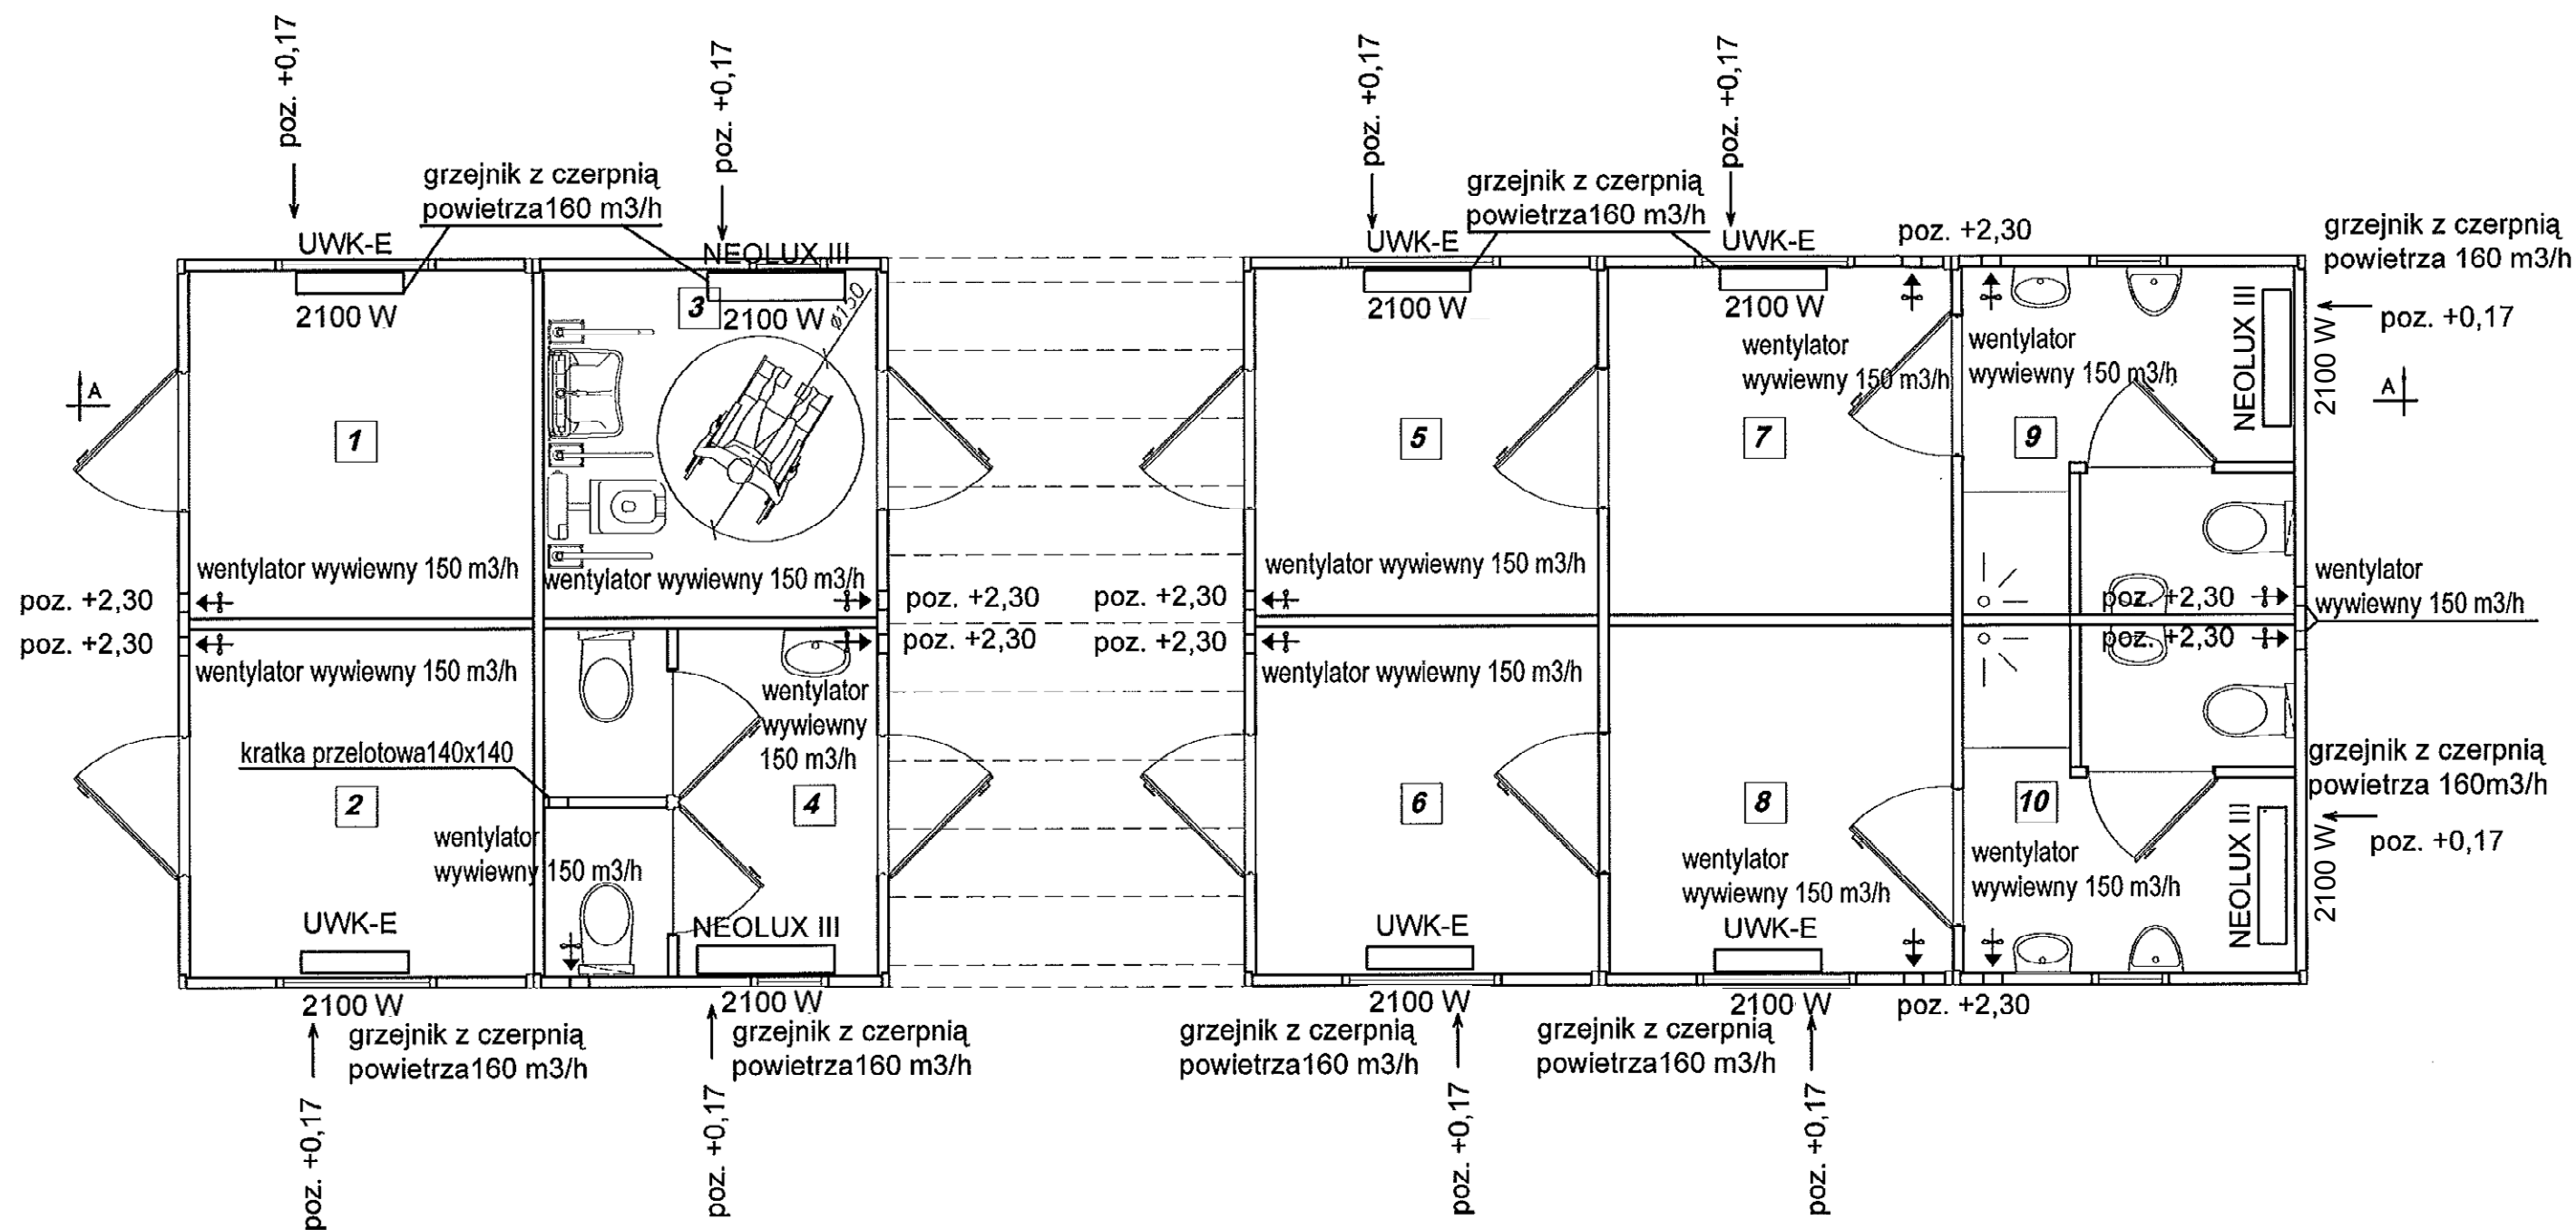 poz. +0,17
poz. +0,17
poz. +0,17
poz. +0,17
grzejnik z czerpnią
powietrza160 m3/h
grzejnik z czerpnią
powietrza160 m3/h
grzejnik z czerpnią
powietrza 160 m3/h
UWK-E
NEOLUX III
UWK-E
UWK-E
poz. +2,30
2100 W
3
2100 W
ø150
2100 W
2100 W
NEOLUX III
2100 W
poz. +0,17
wentylator
wywiewny 150 m3/h
wentylator
wywiewny 150 m3/h
A
A
1
5
7
9
wentylator wywiewny 150 m3/h
wentylator wywiewny 150 m3/h
wentylator wywiewny 150 m3/h
wentylator
wywiewny 150 m3/h
poz. +2,30
poz. +2,30
poz. +2,30
poz. +2,30
poz. +2,30
poz. +2,30
poz. +2,30
poz. +2,30
wentylator wywiewny 150 m3/h
wentylator
wywiewny
150 m3/h
wentylator wywiewny 150 m3/h
kratka przelotowa140x140
grzejnik z czerpnią
powietrza 160m3/h
2
4
6
8
10
wentylator
wywiewny 150 m3/h
wentylator
wywiewny 150 m3/h
wentylator
wywiewny 150 m3/h
NEOLUX III
2100 W
poz. +0,17
UWK-E
NEOLUX III
UWK-E
UWK-E
2100 W
2100 W
2100 W
2100 W
poz. +2,30
grzejnik z czerpnią
powietrza160 m3/h
grzejnik z czerpnią
powietrza160 m3/h
grzejnik z czerpnią
powietrza160 m3/h
grzejnik z czerpnią
powietrza160 m3/h
poz. +0,17
poz. +0,17
poz. +0,17
poz. +0,17